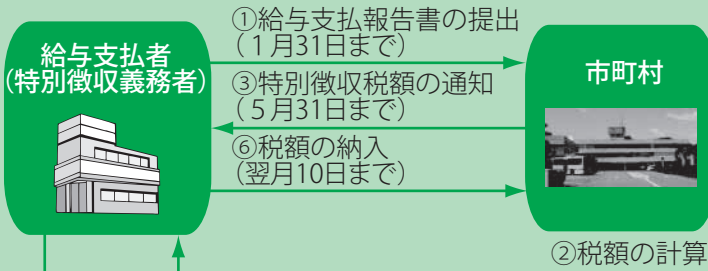 給与支払者
（特別徴収義務者）
①給与支払報告書の提出
（１月31日まで）
③特別徴収税額の通知
（５月31日まで）
⑥税額の納入
（翌月10日まで）
市町村
②税額の計算